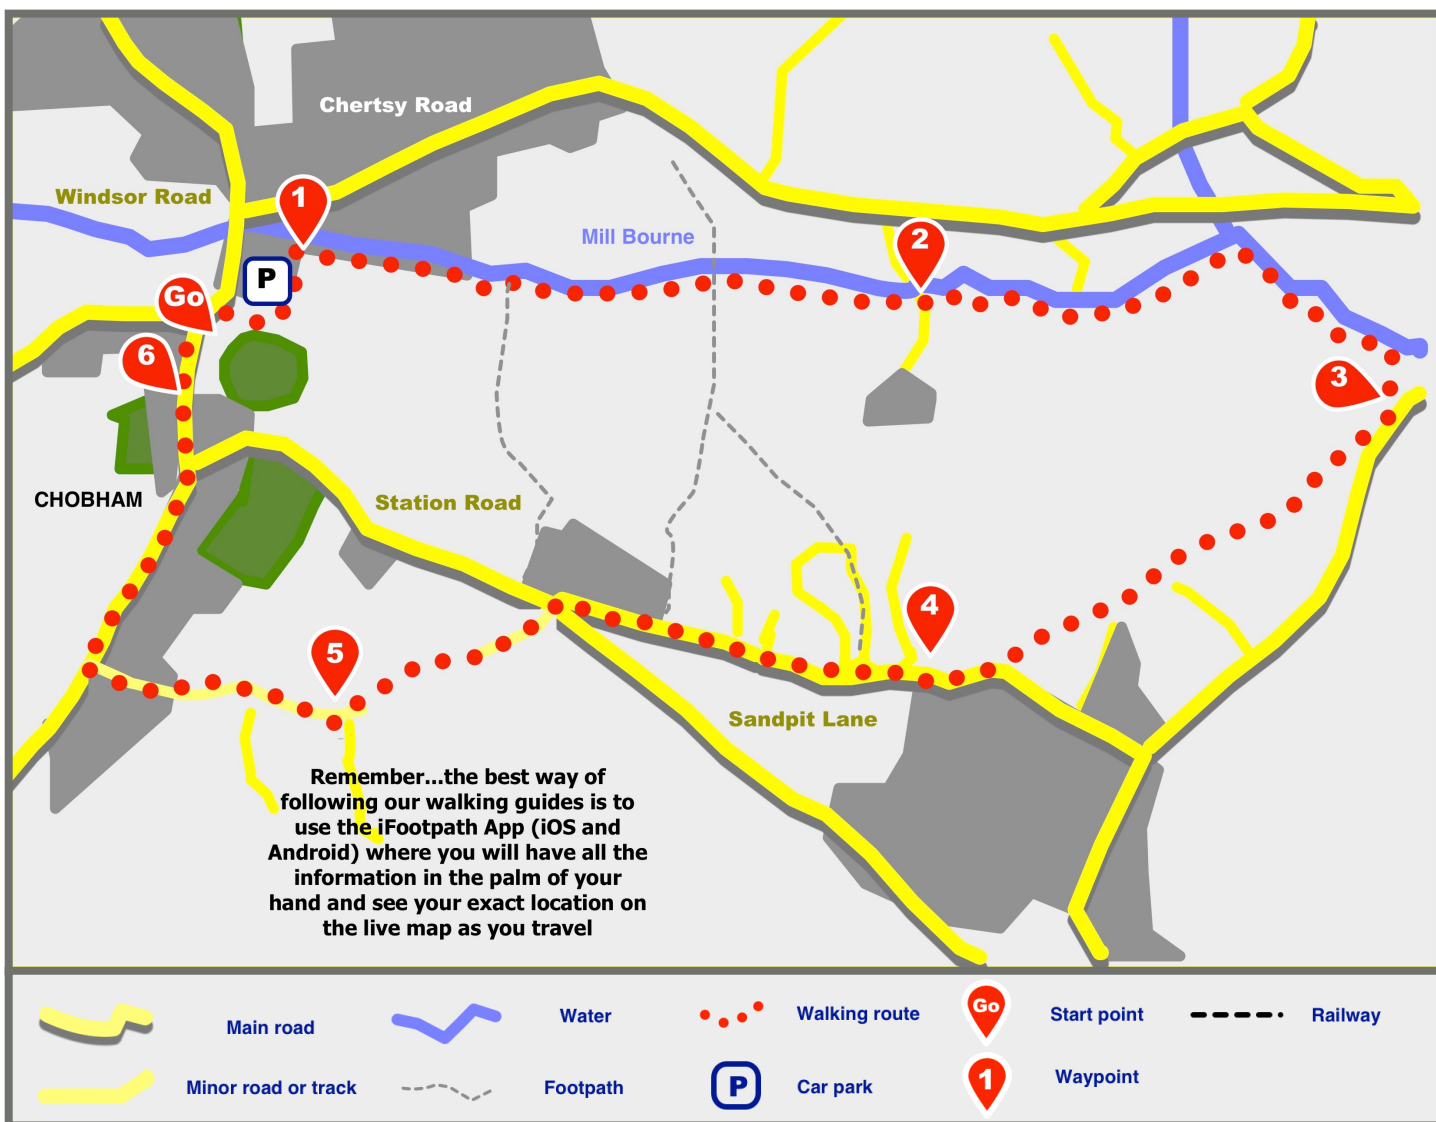 Chertsy Road
Windsor Road
1
Mill Bourne
2
P
Go
6
3
CHOBHAM
Station Road
4
5
Sandpit Lane
Remember...the best way of
following our walking guides is to
use the iFootpath App (iOS and
Android) where you will have all the
information in the palm of your
hand and see your exact location on
the live map as you travel
Main road
Water
Walking route
Go
Start point
Railway
Minor road or track
Footpath
P
Car park
1
Waypoint